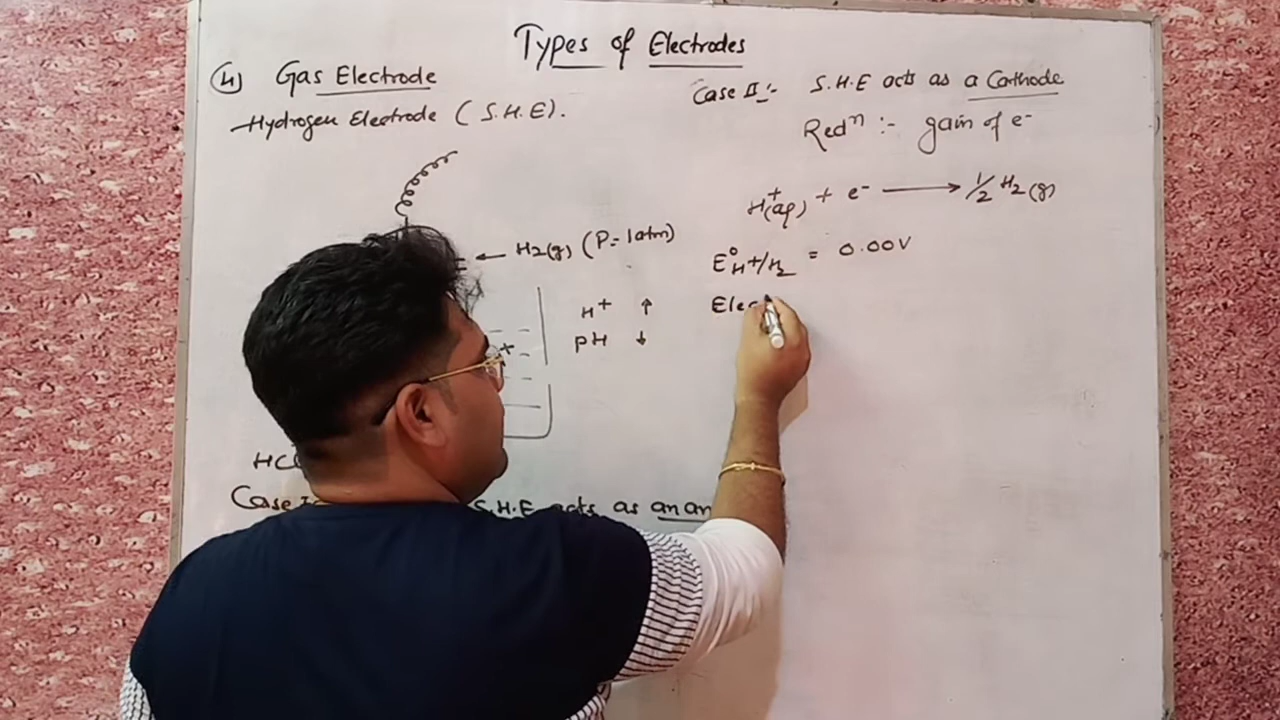 Types of Electrodes
(4) Gas Electrode
Hydrogen Electrode (S.H.E).
H2(g) (P=1atm)
H+ ↑
pH ↓
+
HC
Case I
S.H.E acts as an an
Case II :- S.H.E acts as a Cathode
Redn :- gain of e-
H+(aq) + e- → 1/2 H2(g)
E°H+/H2 = 0.00V
Elec